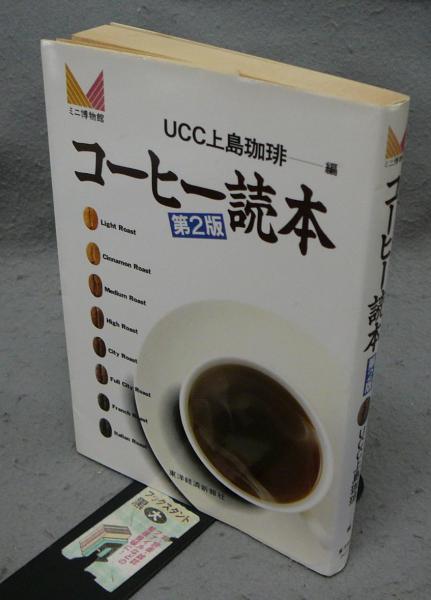 ミニ博物館
UCC上島珈琲 編
コーヒー読本
第2版
Light Roast
Cinnamon Roast
Medium Roast
High Roast
City Roast
Full City Roast
French Roast
Italian Roast
東洋経済新報社
ミニ博物館
コーヒー読本
第2版
UCC上島珈琲
ブックスタンド
大